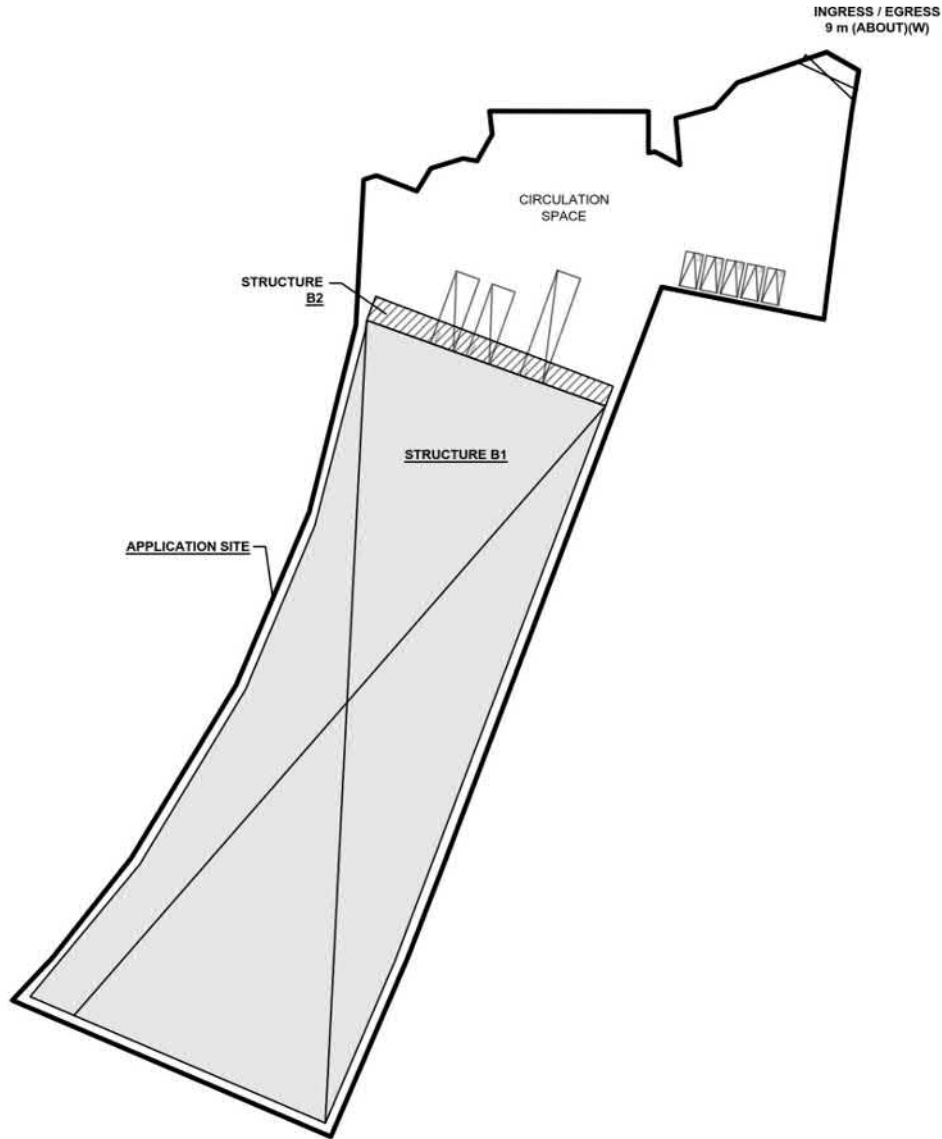 INGRESS / EGRESS
9 m (ABOUT)(W)
CIRCULATION
SPACE
STRUCTURE
B2
STRUCTURE B1
APPLICATION SITE